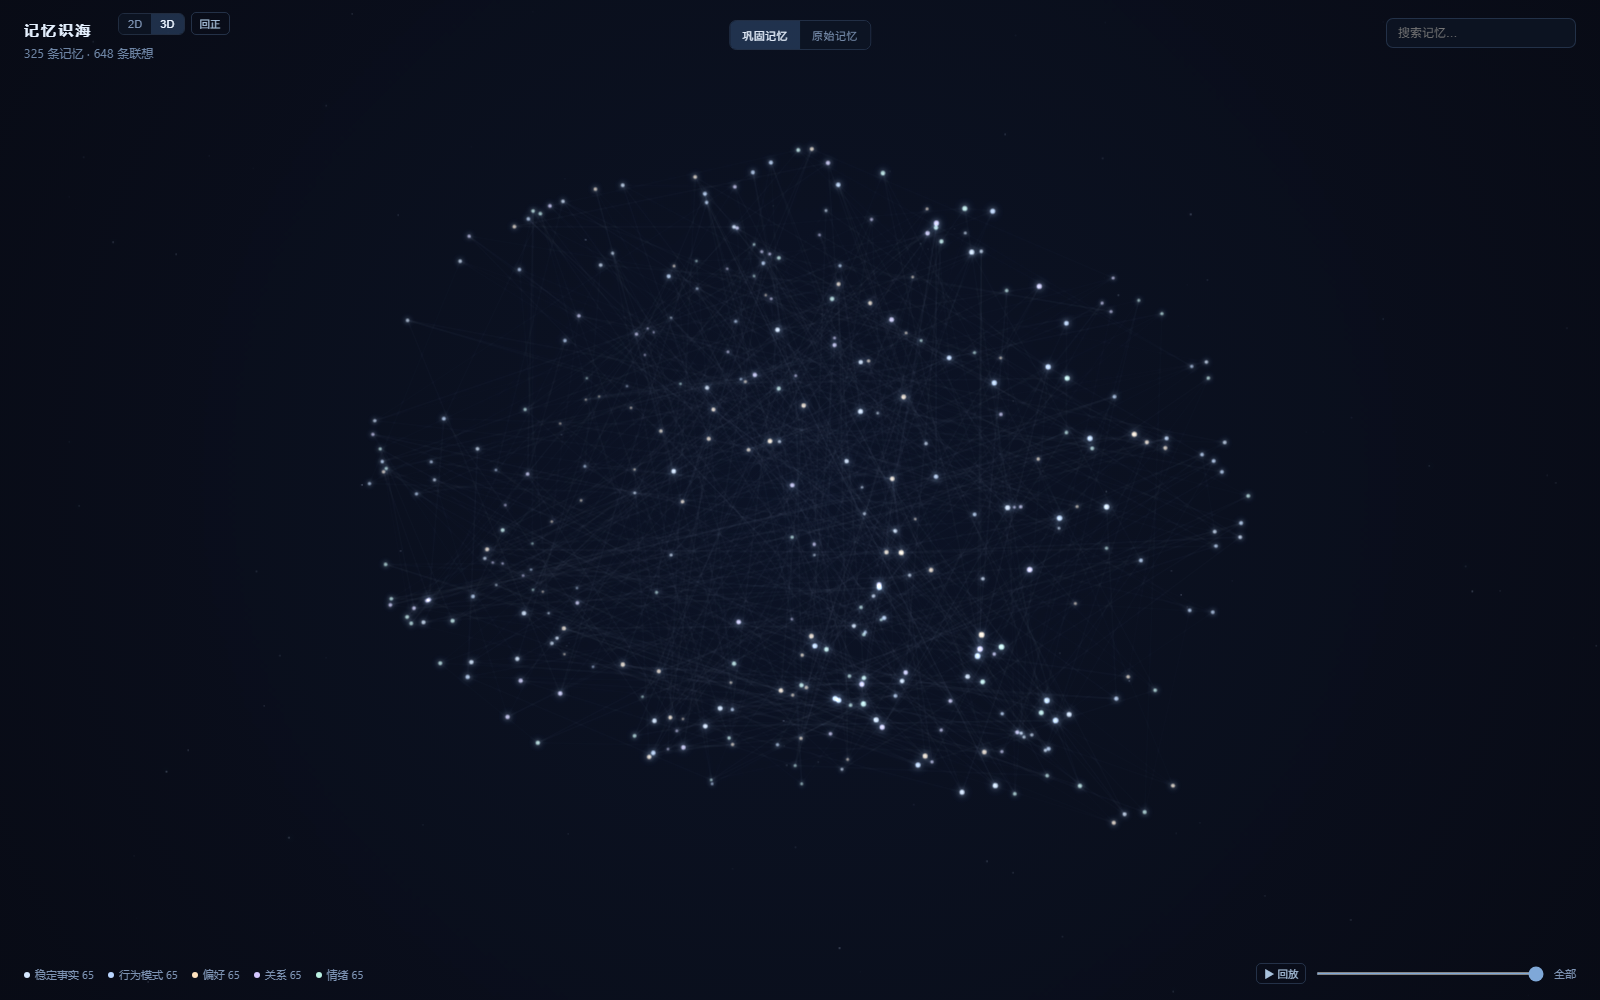 记忆识海 2D 3D 回正
325 条记忆 · 648 条联想
巩固记忆 原始记忆
搜索记忆...
稳定事实 65 行为模式 65 偏好 65 关系 65 情绪 65
▶ 回放 全部